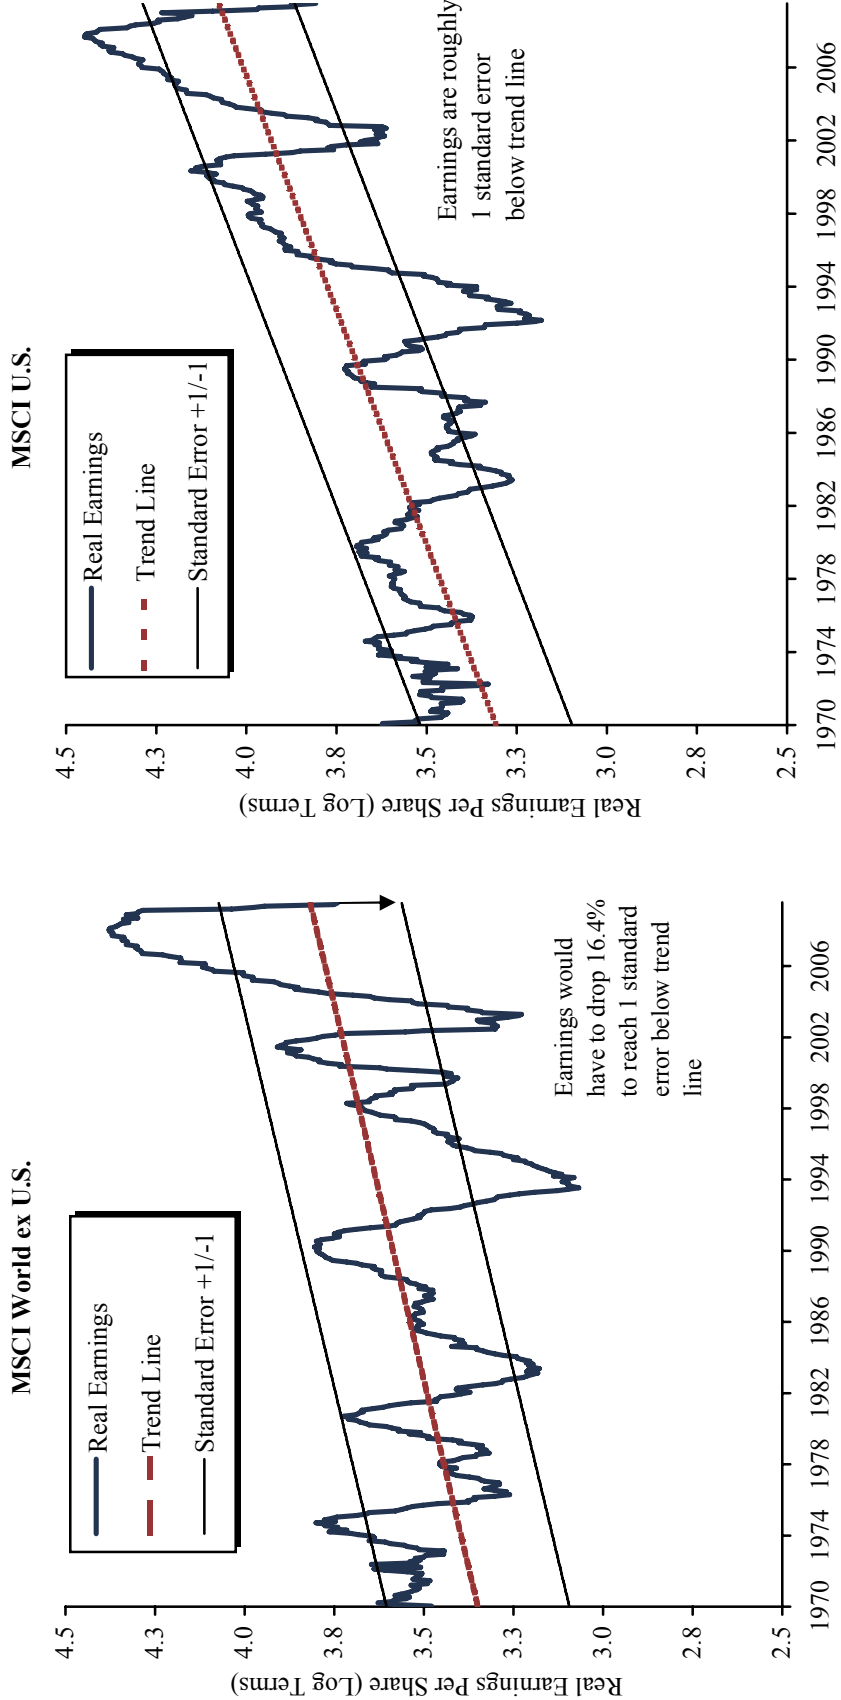 MSCI World ex U.S.
Real Earnings
Trend Line
Standard Error +1/-1
Real Earnings Per Share (Log Terms)
4.5
4.3
4.0
3.8
3.5
3.3
3.0
2.8
2.5
Earnings would
have to drop 16.4%
to reach 1 standard
error below trend
line
1970 1974 1978 1982 1986 1990 1994 1998 2002 2006
MSCI U.S.
Real Earnings
Trend Line
Standard Error +1/-1
Real Earnings Per Share (Log Terms)
4.5
4.3
4.0
3.8
3.5
3.3
3.0
2.8
2.5
Earnings are roughly
1 standard error
below trend line
1970 1974 1978 1982 1986 1990 1994 1998 2002 2006